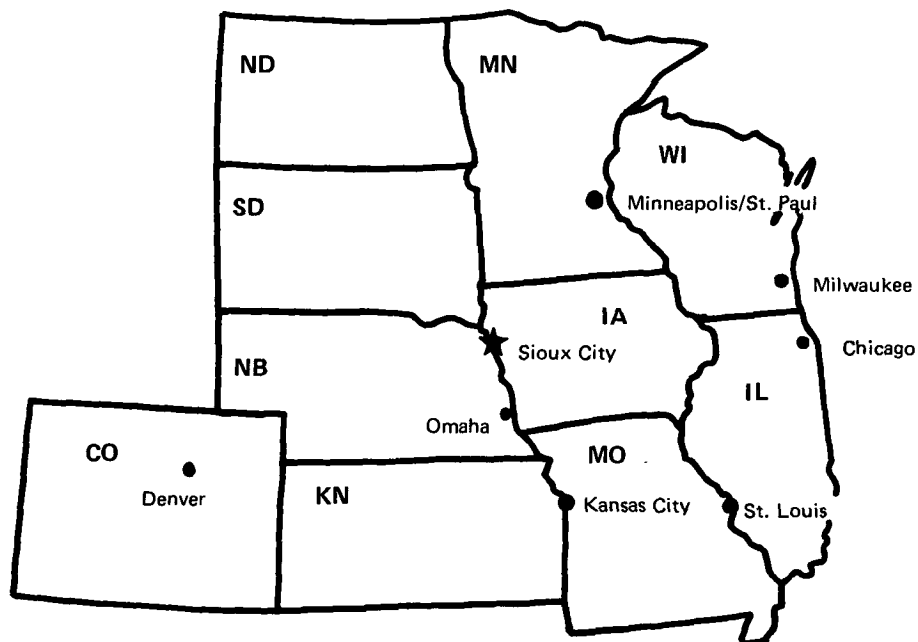 ND
MN
WI
SD
Minneapolis/St. Paul
Milwaukee
IA
Sioux City
Chicago
NB
IL
Omaha
CO
MO
Denver
KN
Kansas City
St. Louis